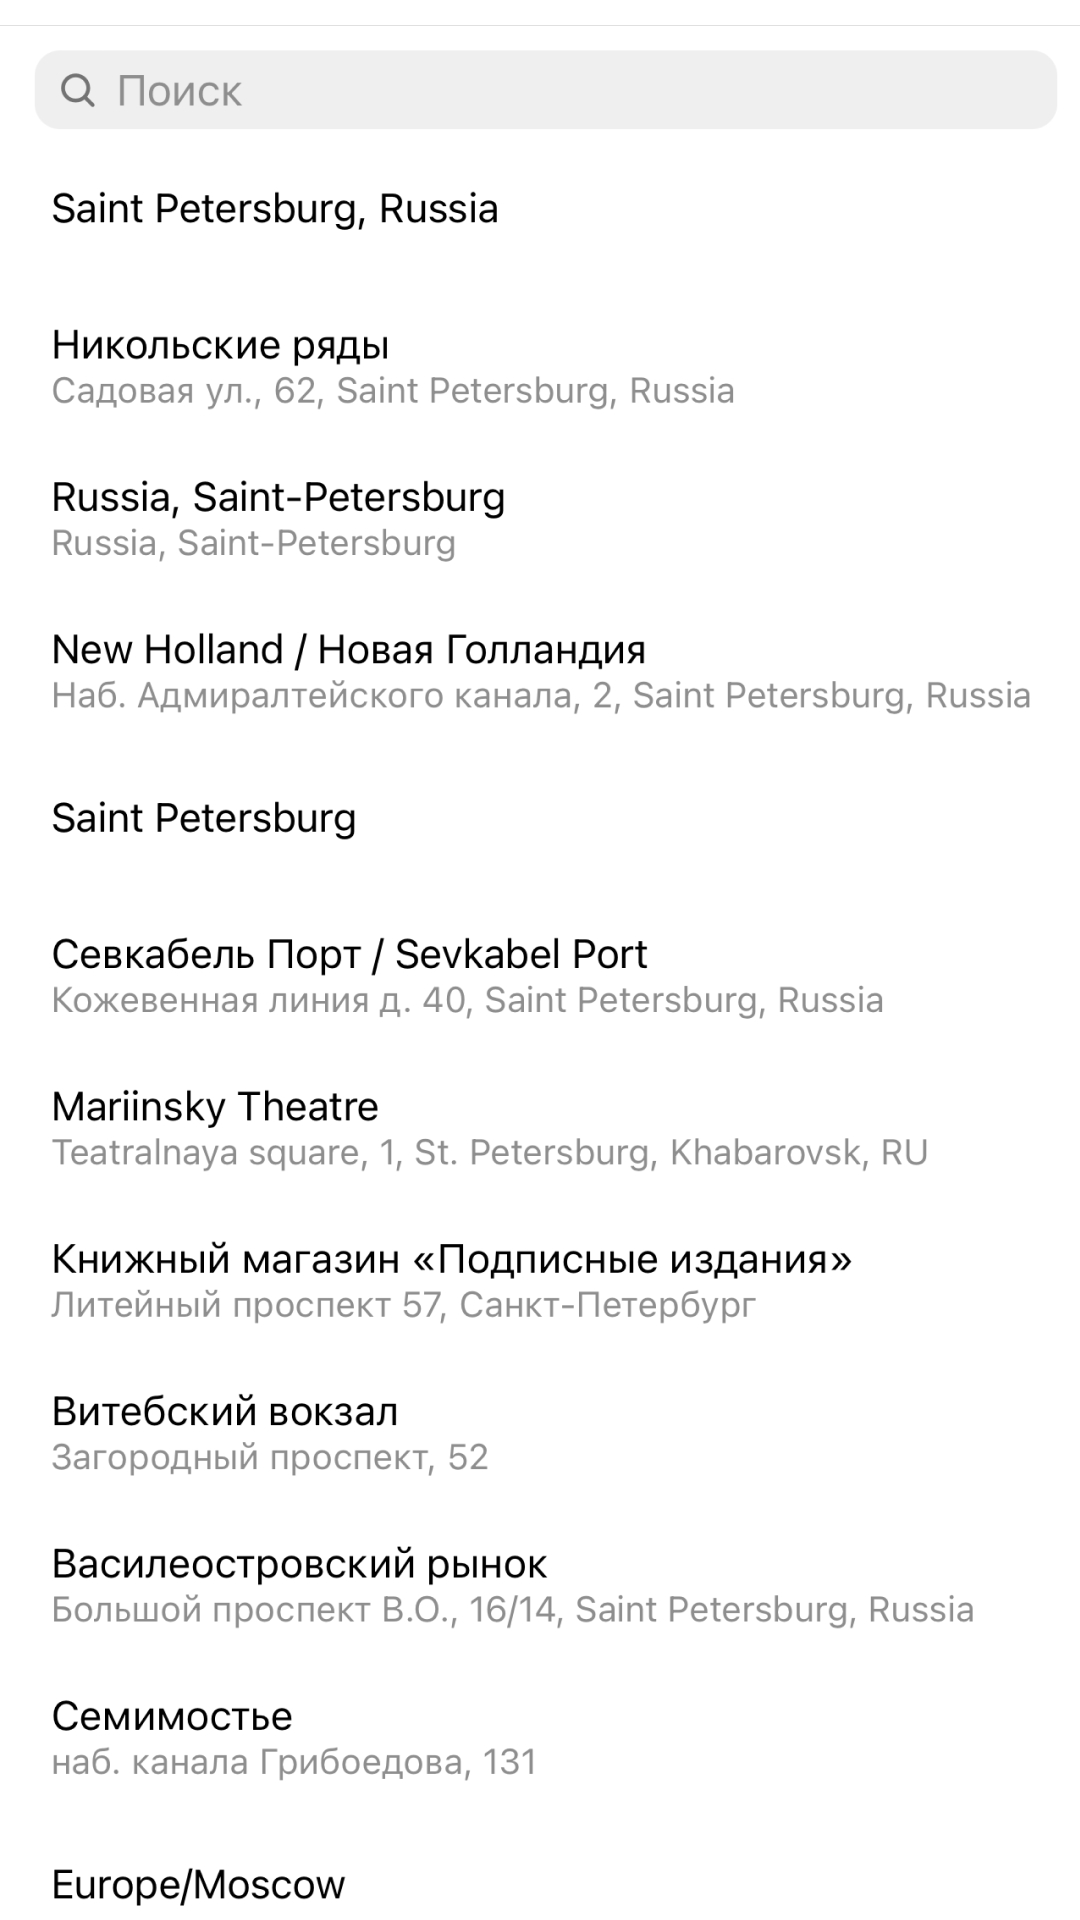 Поиск
Saint Petersburg, Russia
Никольские ряды
Садовая ул., 62, Saint Petersburg, Russia
Russia, Saint-Petersburg
Russia, Saint-Petersburg
New Holland / Новая Голландия
Наб. Адмиралтейского канала, 2, Saint Petersburg, Russia
Saint Petersburg
Севкабель Порт / Sevkabel Port
Кожевенная линия д. 40, Saint Petersburg, Russia
Mariinsky Theatre
Teatralnaya square, 1, St. Petersburg, Khabarovsk, RU
Книжный магазин «Подписные издания»
Литейный проспект 57, Санкт-Петербург
Витебский вокзал
Загородный проспект, 52
Василеостровский рынок
Большой проспект В.О., 16/14, Saint Petersburg, Russia
Семимостье
наб. канала Грибоедова, 131
Europe/Moscow